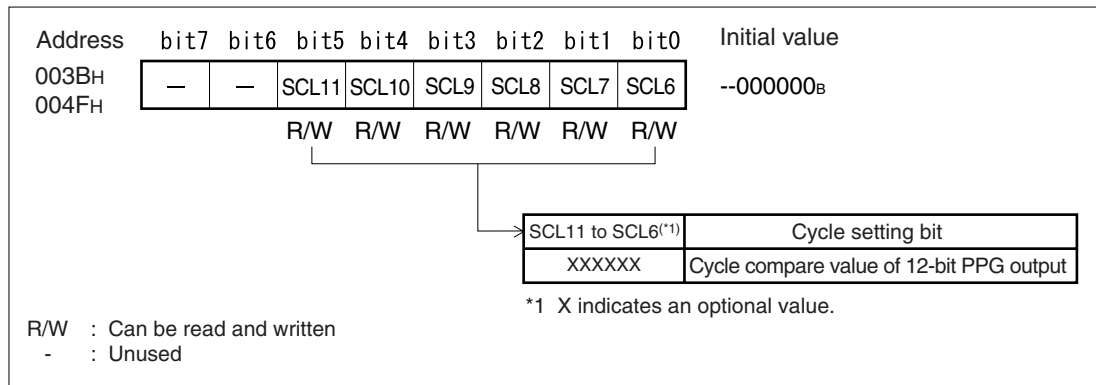 Address bit7 bit6 bit5 bit4 bit3 bit2 bit1 bit0 Initial value
003BH
004FH
— — SCL11 SCL10 SCL9 SCL8 SCL7 SCL6 --000000B
R/W R/W R/W R/W R/W R/W
SCL11 to SCL6(*1) Cycle setting bit
XXXXXX Cycle compare value of 12-bit PPG output
*1 X indicates an optional value.
R/W : Can be read and written
- : Unused